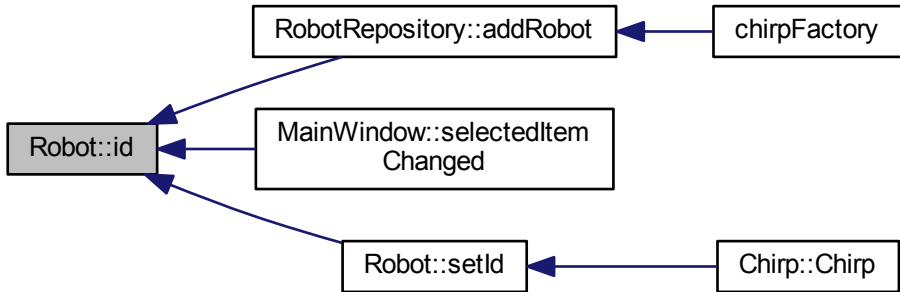 RobotRepository::addRobot
chirpFactory
Robot::id
MainWindow::selectedItem
Changed
Robot::setId
Chirp::Chirp